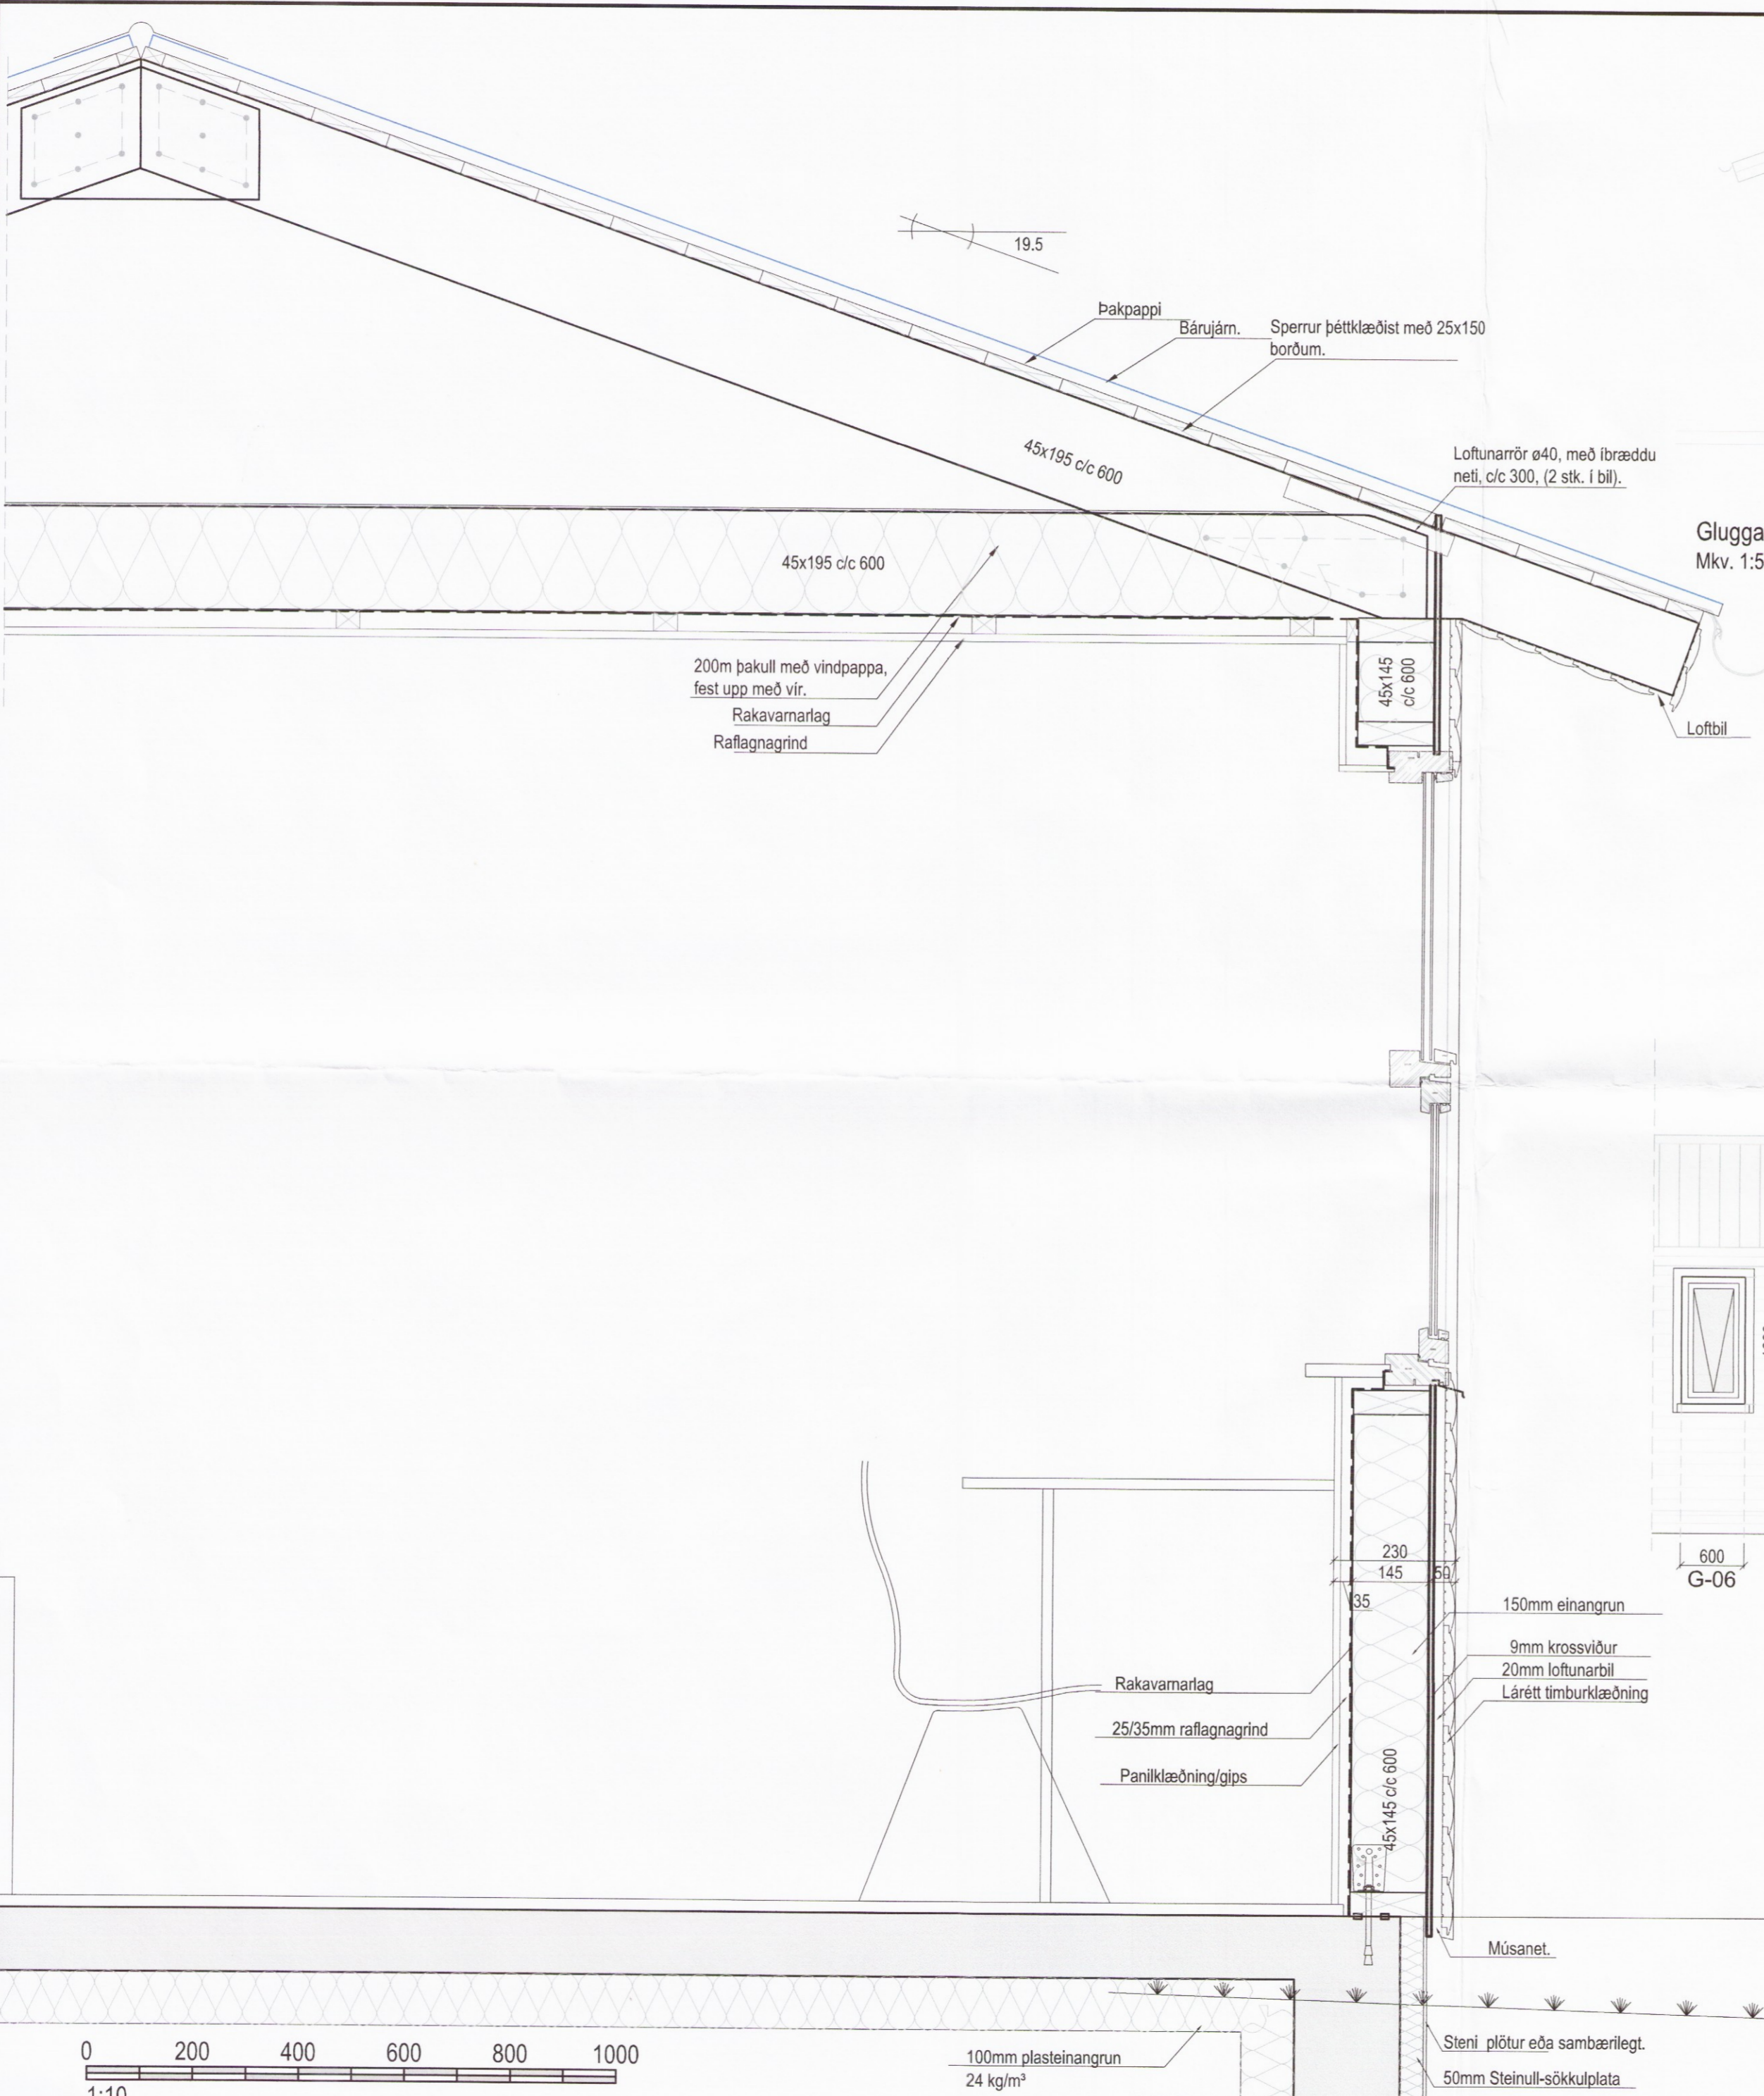 19.5
Þakpappi
Bárujárn.
Sperrur þéttklæðist með 25x150
borðum.
45x195 c/c 600
Loftunarrör ø40, með íbræddu
neti, c/c 300, (2 stk. í bil).
Glugga
Mkv. 1:5
45x195 c/c 600
200m þakull með vindpappa,
fest upp með vír.
Rakavarnarlag
Raflagnagrind
45x145
c/c 600
Loftbil
230
145
50
35
600
G-06
150mm einangrun
9mm krossviður
20mm loftunarbil
Lárétt timburklæðning
Rakavarnarlag
25/35mm raflagnagrind
Panilklæðning/gips
45x145 c/c 600
Músanet.
Steni plötur eða sambærilegt.
50mm Steinull-sökkulplata
100mm plasteinangrun
24 kg/m³
0 200 400 600 800 1000
1:10